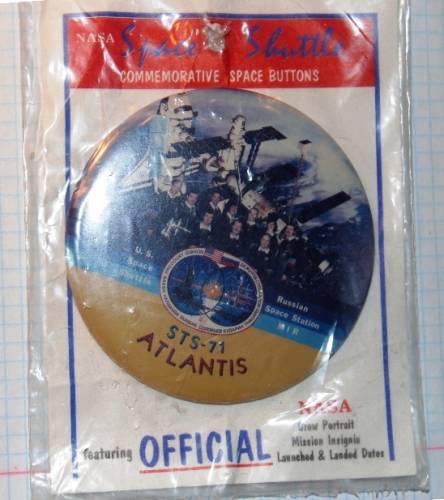 NASA Space Shuttle
COMMEMORATIVE SPACE BUTTONS
U.S.
Space
Shuttle
Russian
Space Station
MIR
STS-71
ATLANTIS
featuring OFFICIAL
NASA
Crew Portrait
Mission Insignia
Launched & Landed Dates